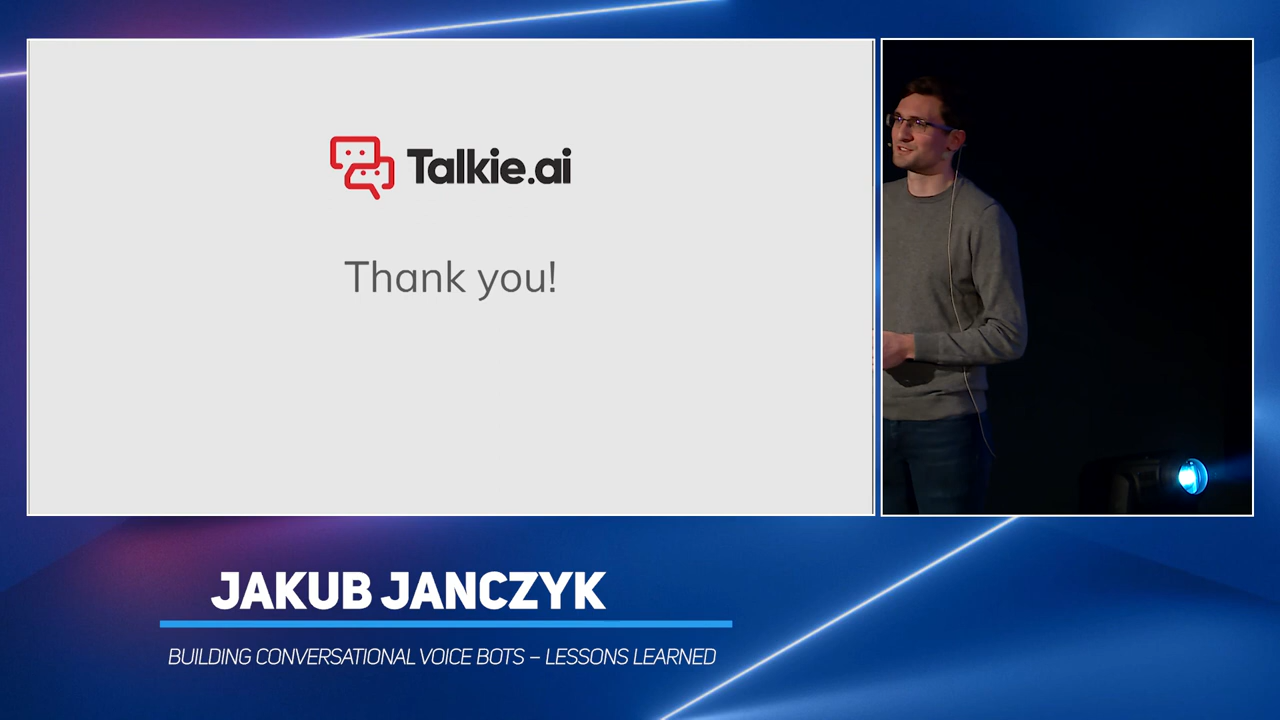 Talkie.ai
Thank you!
JAKUB JANCZYK
BUILDING CONVERSATIONAL VOICE BOTS – LESSONS LEARNED